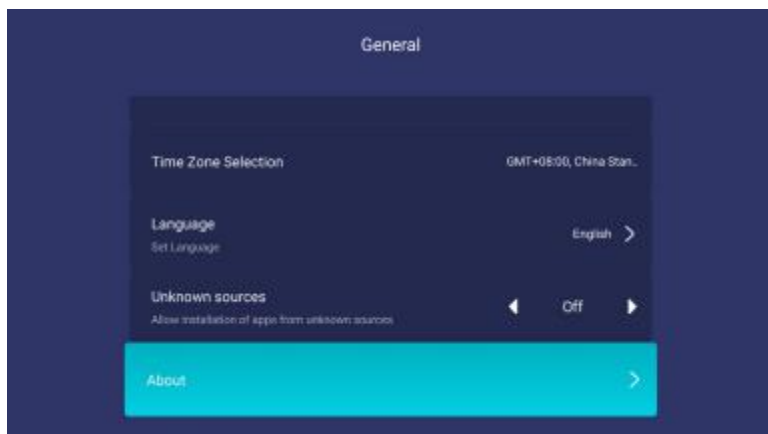 General
Time Zone Selection
GMT+08:00, China Stan..
Language
English
Set Language
Unknown sources
Off
Allow installation of apps from unknown sources
About